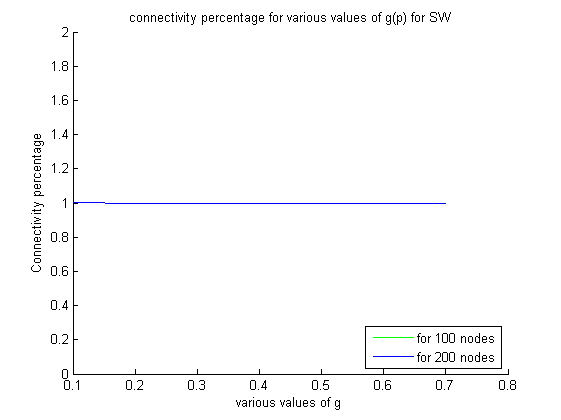 connectivity percentage for various values of g(p) for SW
2
1.8
1.6
1.4
1.2
1
0.8
0.6
0.4
0.2
0
Connectivity percentage
0.1 0.2 0.3 0.4 0.5 0.6 0.7 0.8
various values of g
for 100 nodes
for 200 nodes